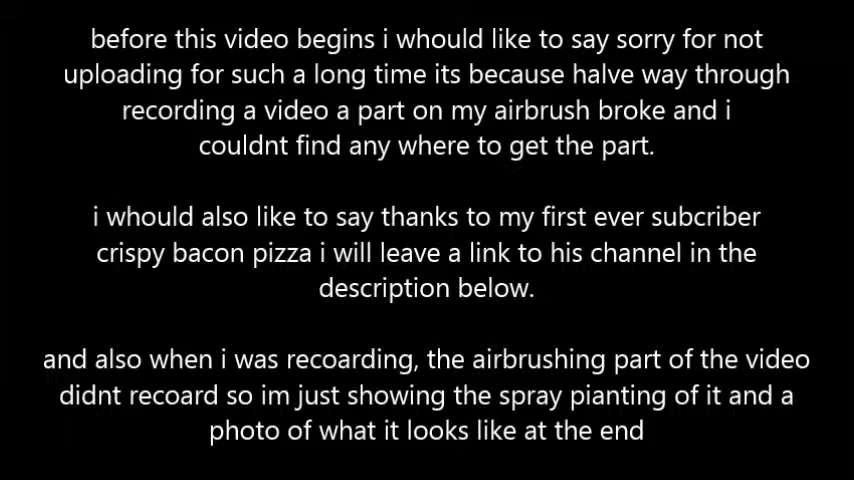 before this video begins i whould like to say sorry for not
uploading for such a long time its because halve way through
recording a video a part on my airbrush broke and i
couldnt find any where to get the part.
i whould also like to say thanks to my first ever subcriber
crispy bacon pizza i will leave a link to his channel in the
description below.
and also when i was recoarding, the airbrushing part of the video
didnt recoard so im just showing the spray pianting of it and a
photo of what it looks like at the end